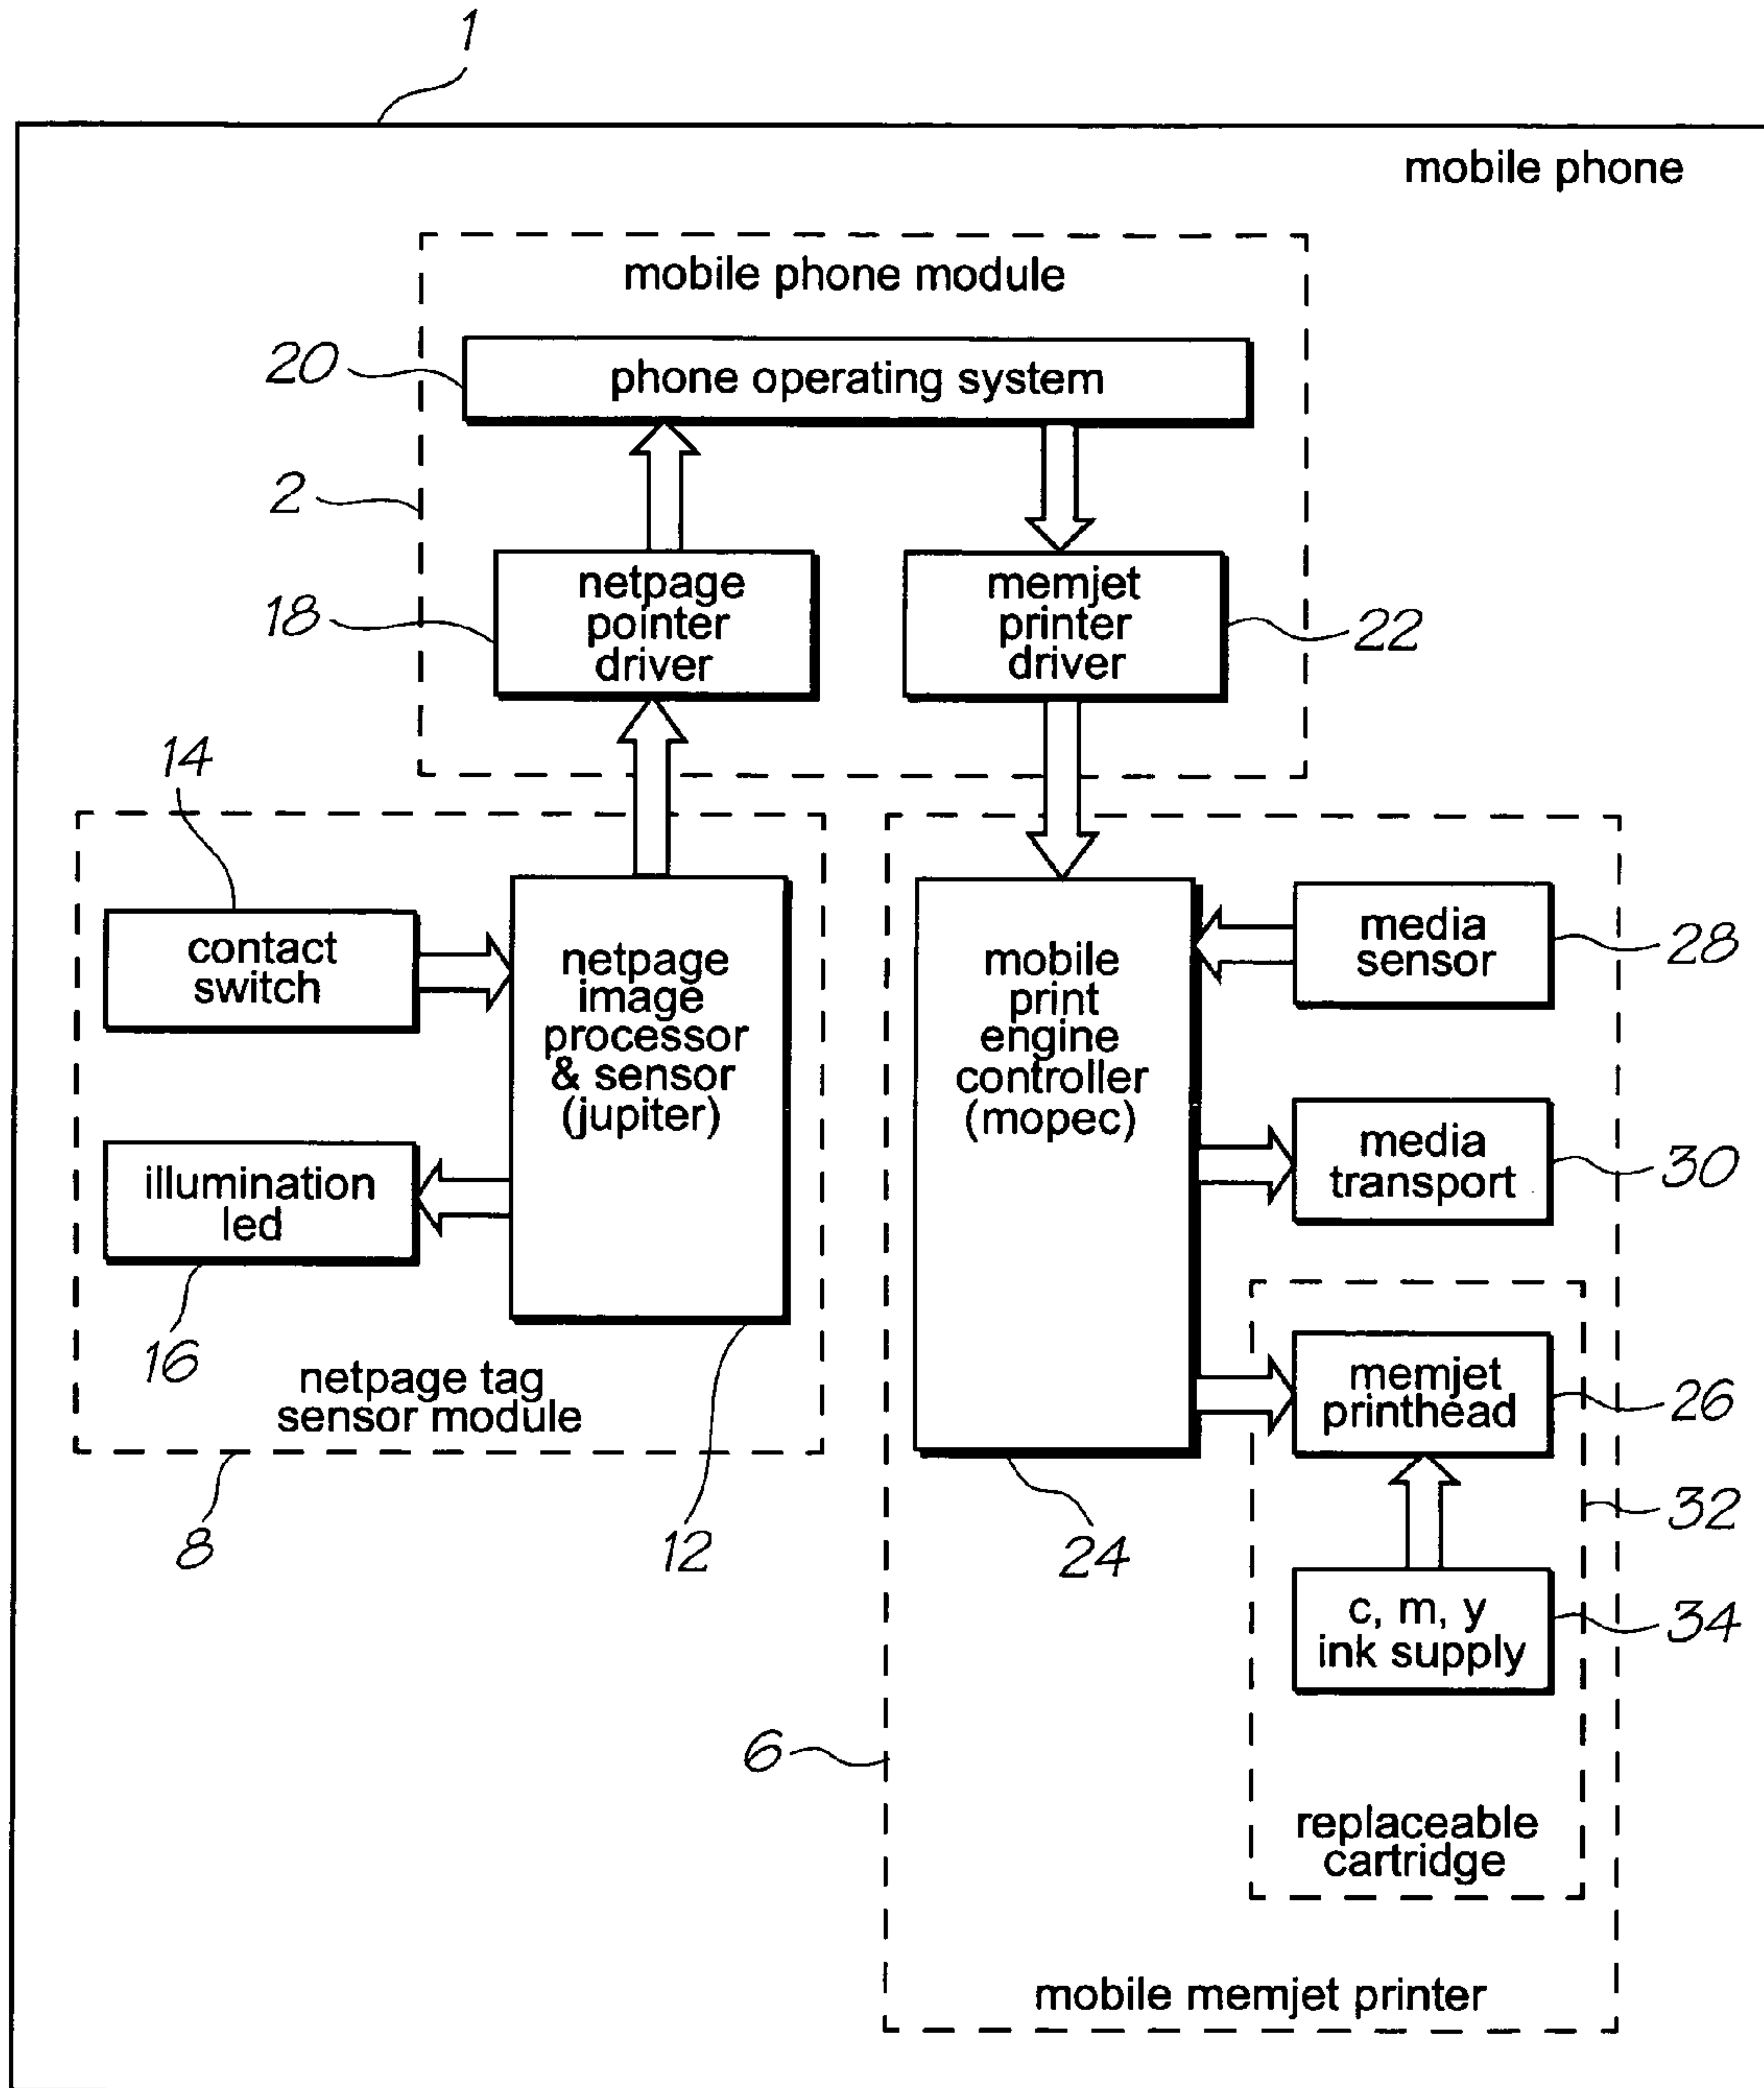 1
mobile phone
mobile phone module
20
phone operating system
2
18
netpage
pointer
driver
memjet
printer
driver
22
14
contact
switch
netpage
image
processor
& sensor
(jupiter)
illumination
led
16
netpage tag
sensor module
8
12
mobile
print
engine
controller
(mopec)
24
media
sensor
28
media
transport
30
memjet
printhead
26
32
c, m, y
ink supply
34
6
replaceable
cartridge
mobile memjet printer